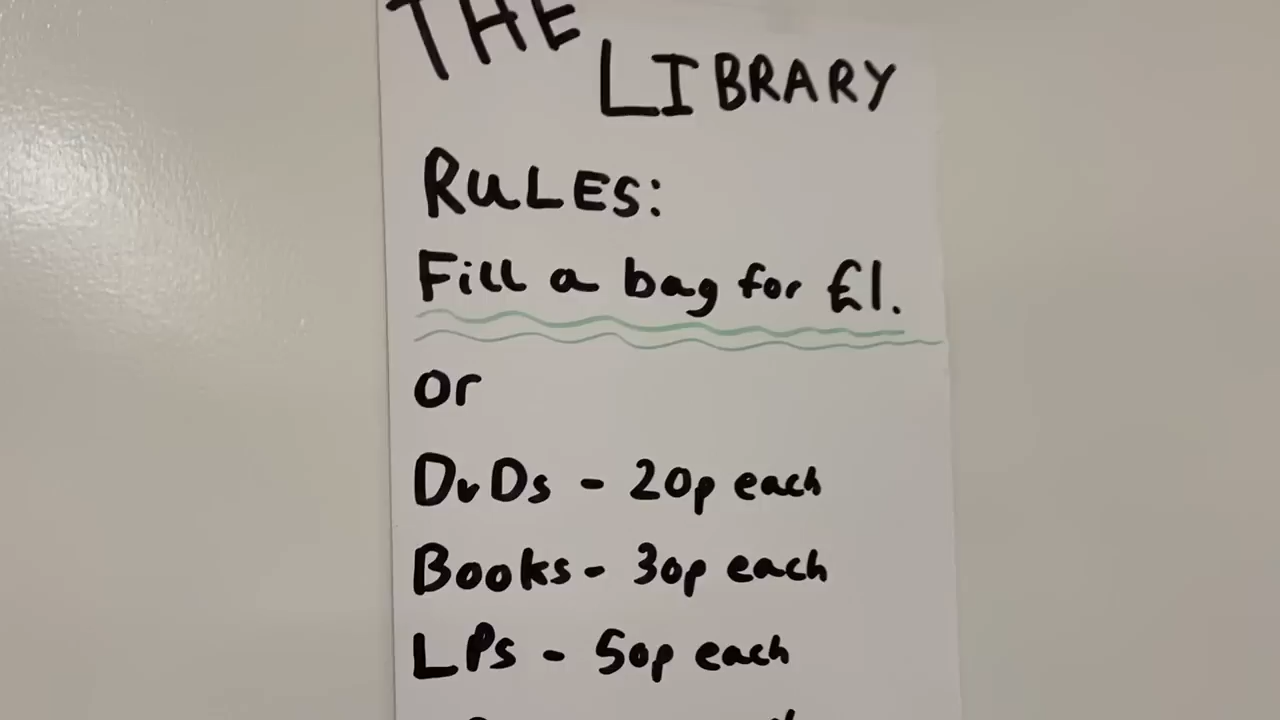 THE
LIBRARY
RULES:
Fill a bag for £1.
or
DVDs - 20p each
Books - 30p each
LPs - 50p each